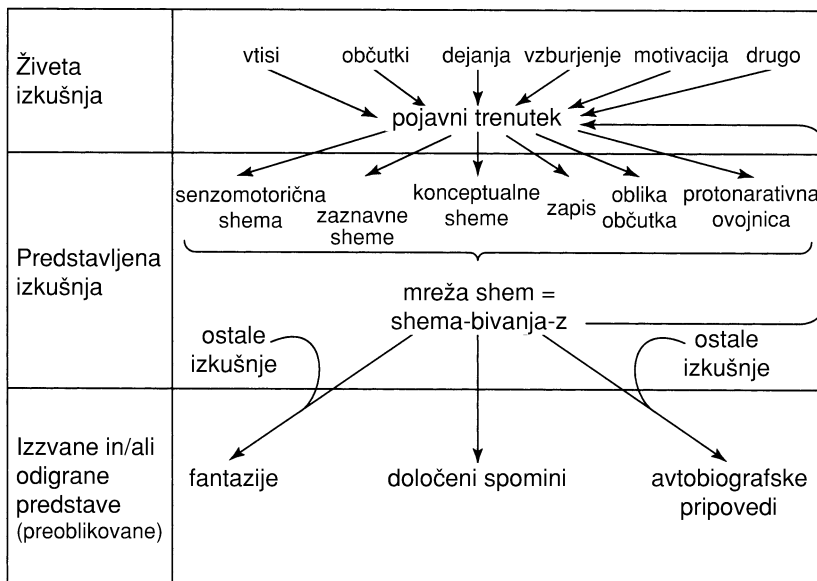 Živeta
izkušnja
vtisi občutki dejanja vzburjenje motivacija drugo
pojavni trenutek
Predstavljena
izkušnja
senzomotorična
shema
zaznavne
sheme
konceptualne
sheme
zapis
oblika
občutka
protonarativna
ovojnica
mreža shem =
shema-bivanja-z
ostale
izkušnje
ostale
izkušnje
Izzvane in/ali
odigrane
predstave
(preoblikovane)
fantazije
določeni spomini
avtobiografske
pripovedi